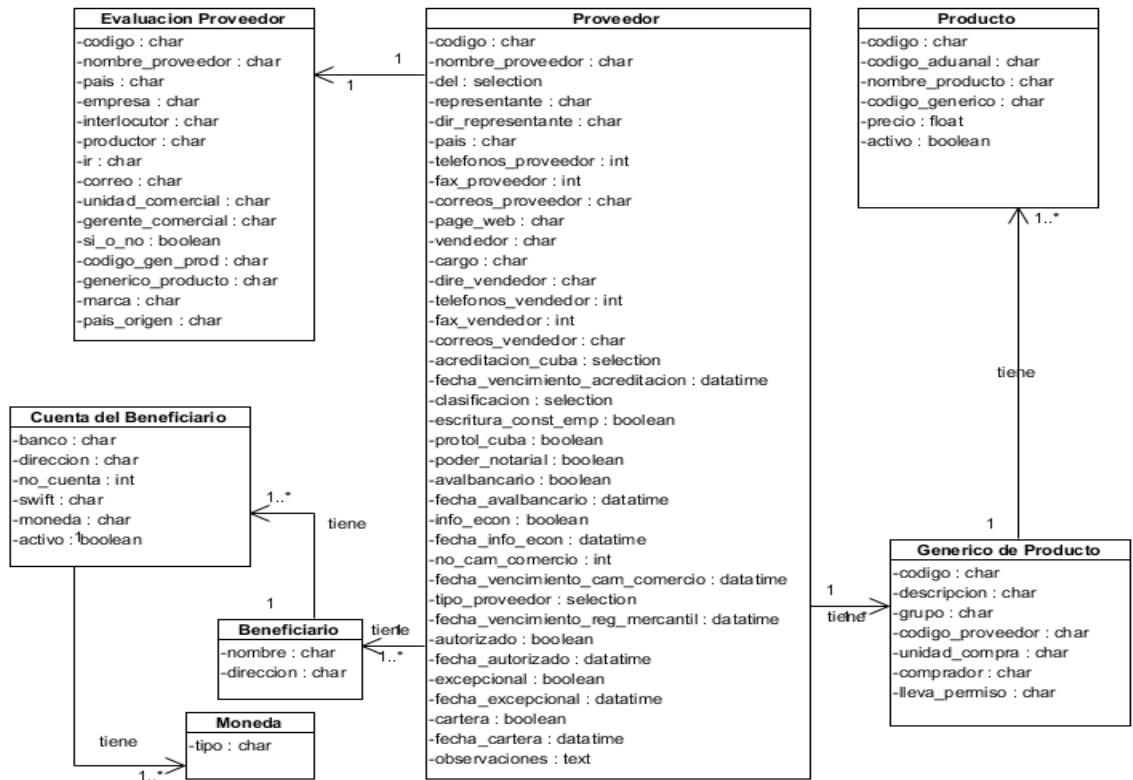 Evaluacion Proveedor
-codigo : char
-nombre_proveedor : char
-pais : char
-empresa : char
-interlocutor : char
-productor : char
-ir : char
-correo : char
-unidad_comercial : char
-gerente_comercial : char
-si_o_no : boolean
-codigo_gen_prod : char
-generico_producto : char
-marca : char
-pais_origen : char
1
1
Proveedor
-codigo : char
-nombre_proveedor : char
-del : selection
-representante : char
-dir_representante : char
-pais : char
-telefonos_proveedor : int
-fax_proveedor : int
-correos_proveedor : char
-page_web : char
-vendedor : char
-cargo : char
-dire_vendedor : char
-telefonos_vendedor : int
-fax_vendedor : int
-correos_vendedor : char
-acreditacion_cuba : selection
-fecha_vencimiento_acreditacion : datatime
-clasificacion : selection
-escritura_const_emp : boolean
-protol_cuba : boolean
-poder_notarial : boolean
-avalbancario : boolean
-fecha_avalbancario : datatime
-info_econ : boolean
-fecha_info_econ : datatime
-no_cam_comercio : int
-fecha_vencimiento_cam_comercio : datatime
-tipo_proveedor : selection
-fecha_vencimiento_reg_mercantil : datatime
-autorizado : boolean
-fecha_autorizado : datatime
-excepcional : boolean
-fecha_excepcional : datatime
-cartera : boolean
-fecha_cartera : datatime
-observaciones : text
Producto
-codigo : char
-codigo_aduanal : char
-nombre_producto : char
-codigo_generico : char
-precio : float
-activo : boolean
1..*
tiene
1
Generico de Producto
-codigo : char
-descripcion : char
-grupo : char
-codigo_proveedor : char
-unidad_compra : char
-comprador : char
-lleva_permiso : char
1
tiene
1..*
Cuenta del Beneficiario
-banco : char
-direccion : char
-no_cuenta : int
-swift : char
-moneda : char
-activo : boolean
1
1..*
tiene
1
Beneficiario
-nombre : char
-direccion : char
tiene
1
1..*
Moneda
-tipo : char
tiene
1..*